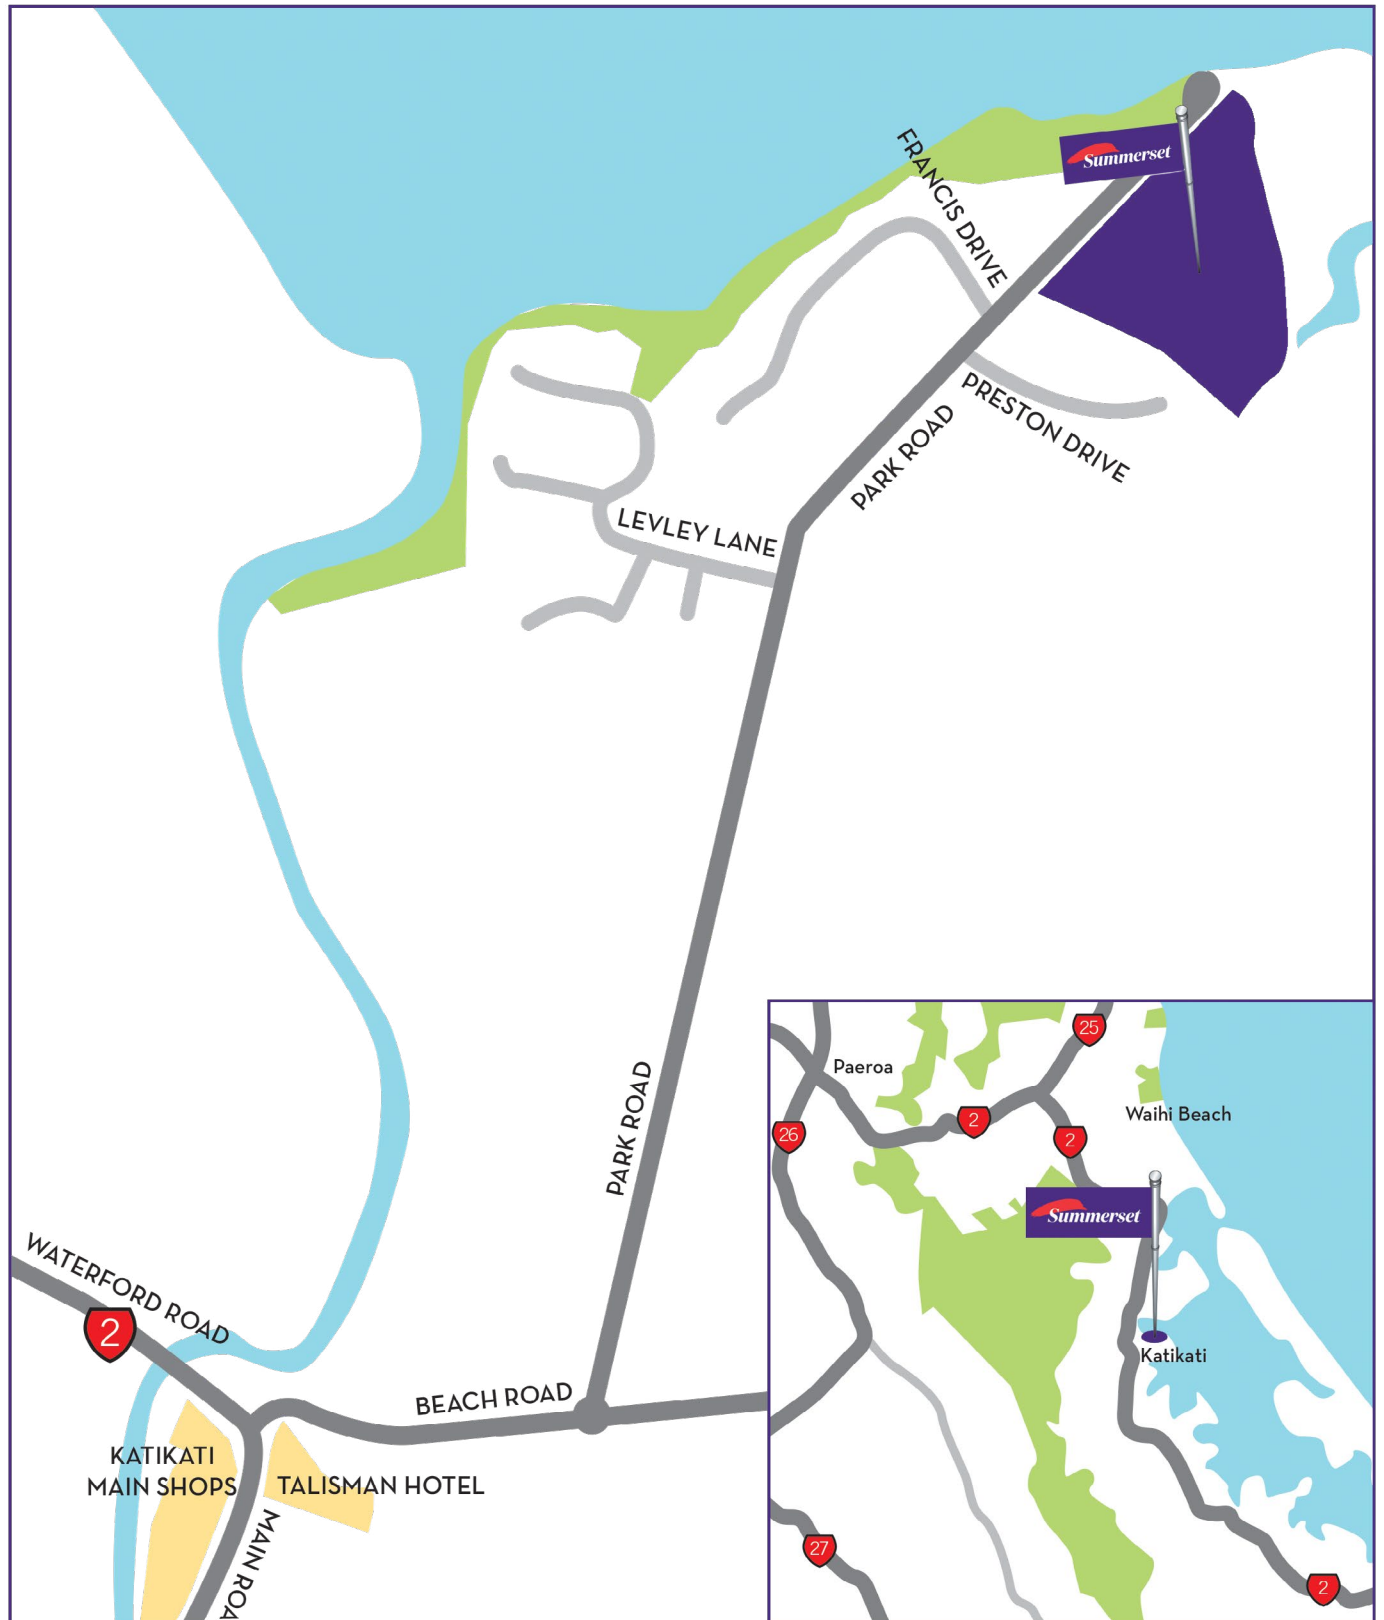 FRANCIS DRIVE
Summerset
PRESTON DRIVE
PARK ROAD
LEVLEY LANE
PARK ROAD
WATERFORD ROAD
2
BEACH ROAD
KATIKATI
MAIN SHOPS
TALISMAN HOTEL
MAIN ROA
25
Paeroa
Waihi Beach
2
26
2
Summerset
Katikati
27
2